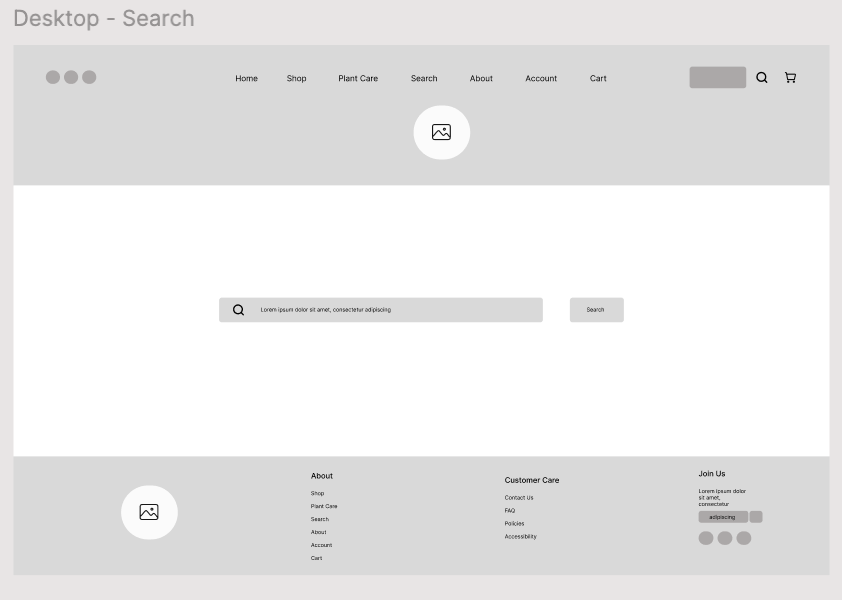 Desktop - Search
Home Shop Plant Care Search About Account Cart
Lorem ipsum dolor sit amet, consectetur adipiscing
Search
About
Shop
Plant Care
Search
About
Account
Cart
Customer Care
Contact Us
FAQ
Policies
Accessibility
Join Us
Lorem ipsum dolor
sit amet,
consectetur
adipiscing